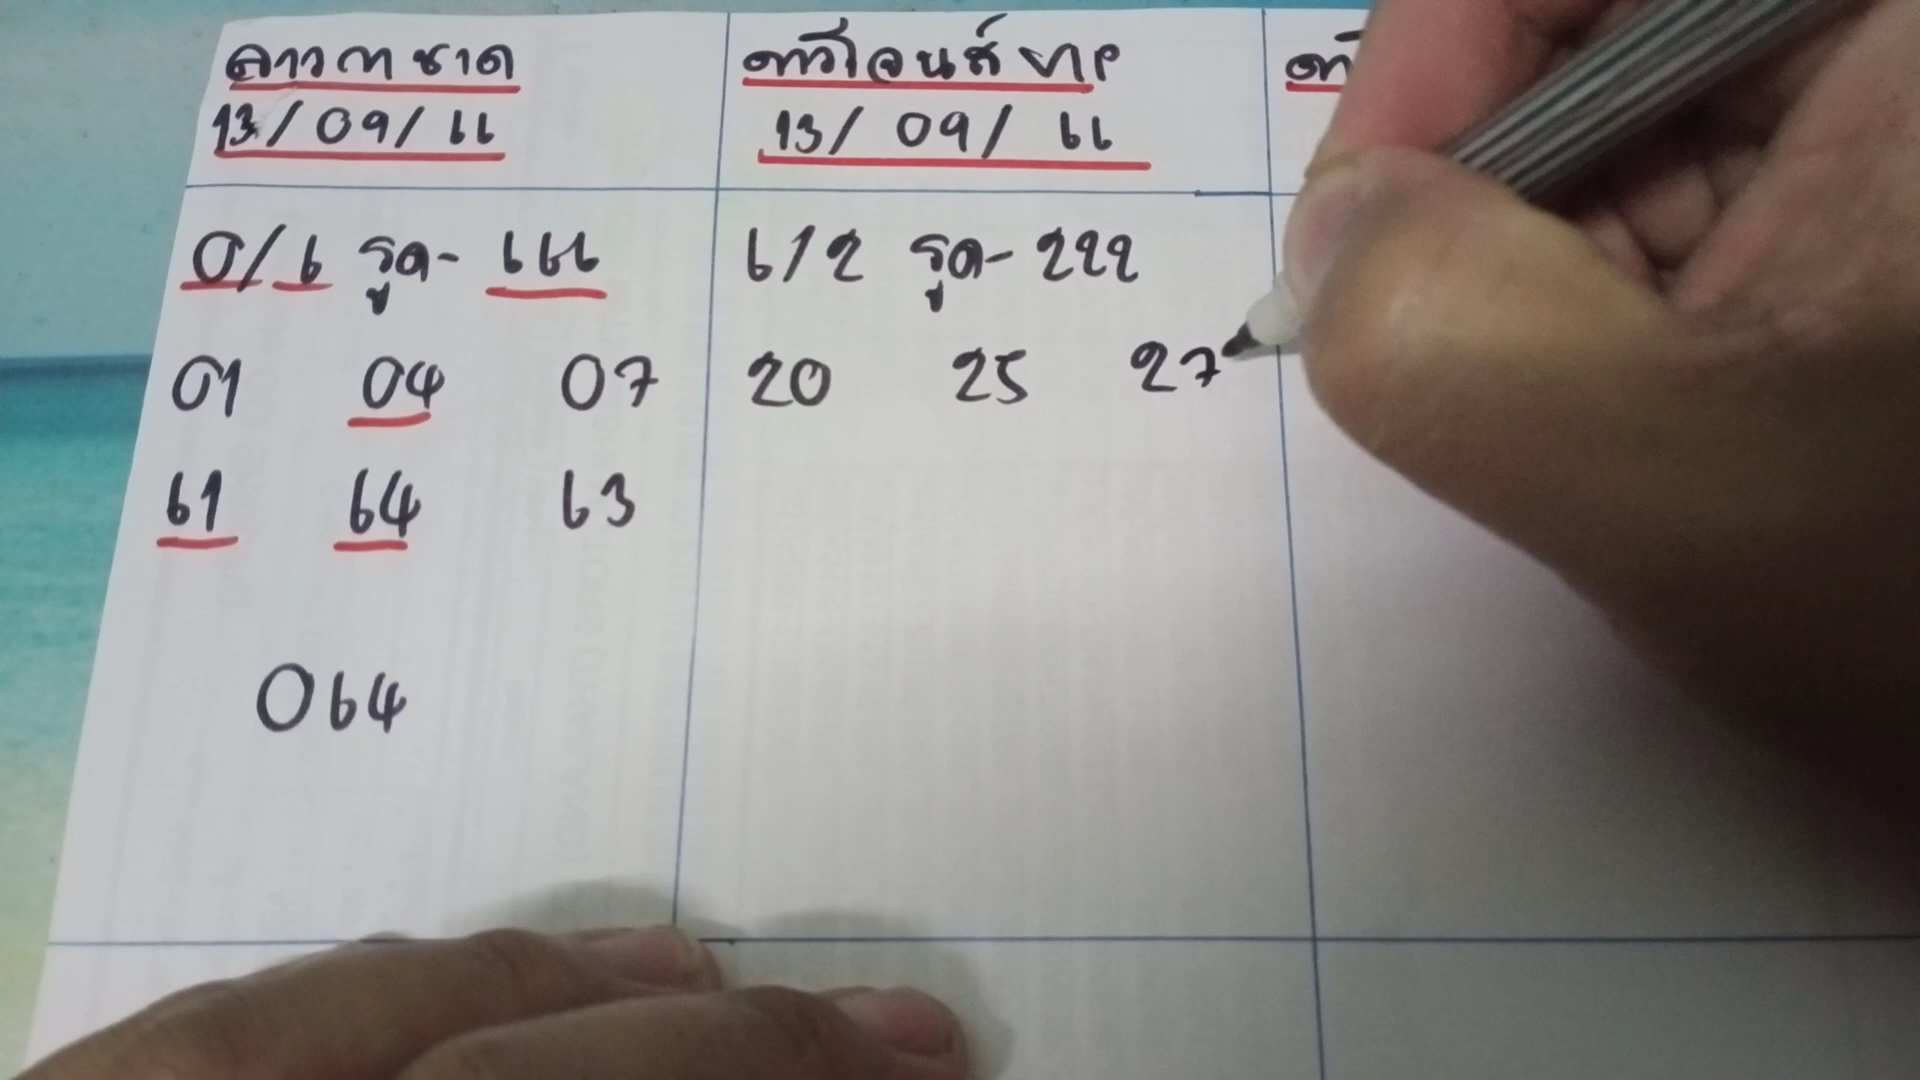 ลาวกาชาด
13/09/66
0/6 รูด- 666
01 04 07
61 64 63
064
ดาวโจนส์ VIP
13/09/66
6/2 รูด- 222
20 25 27